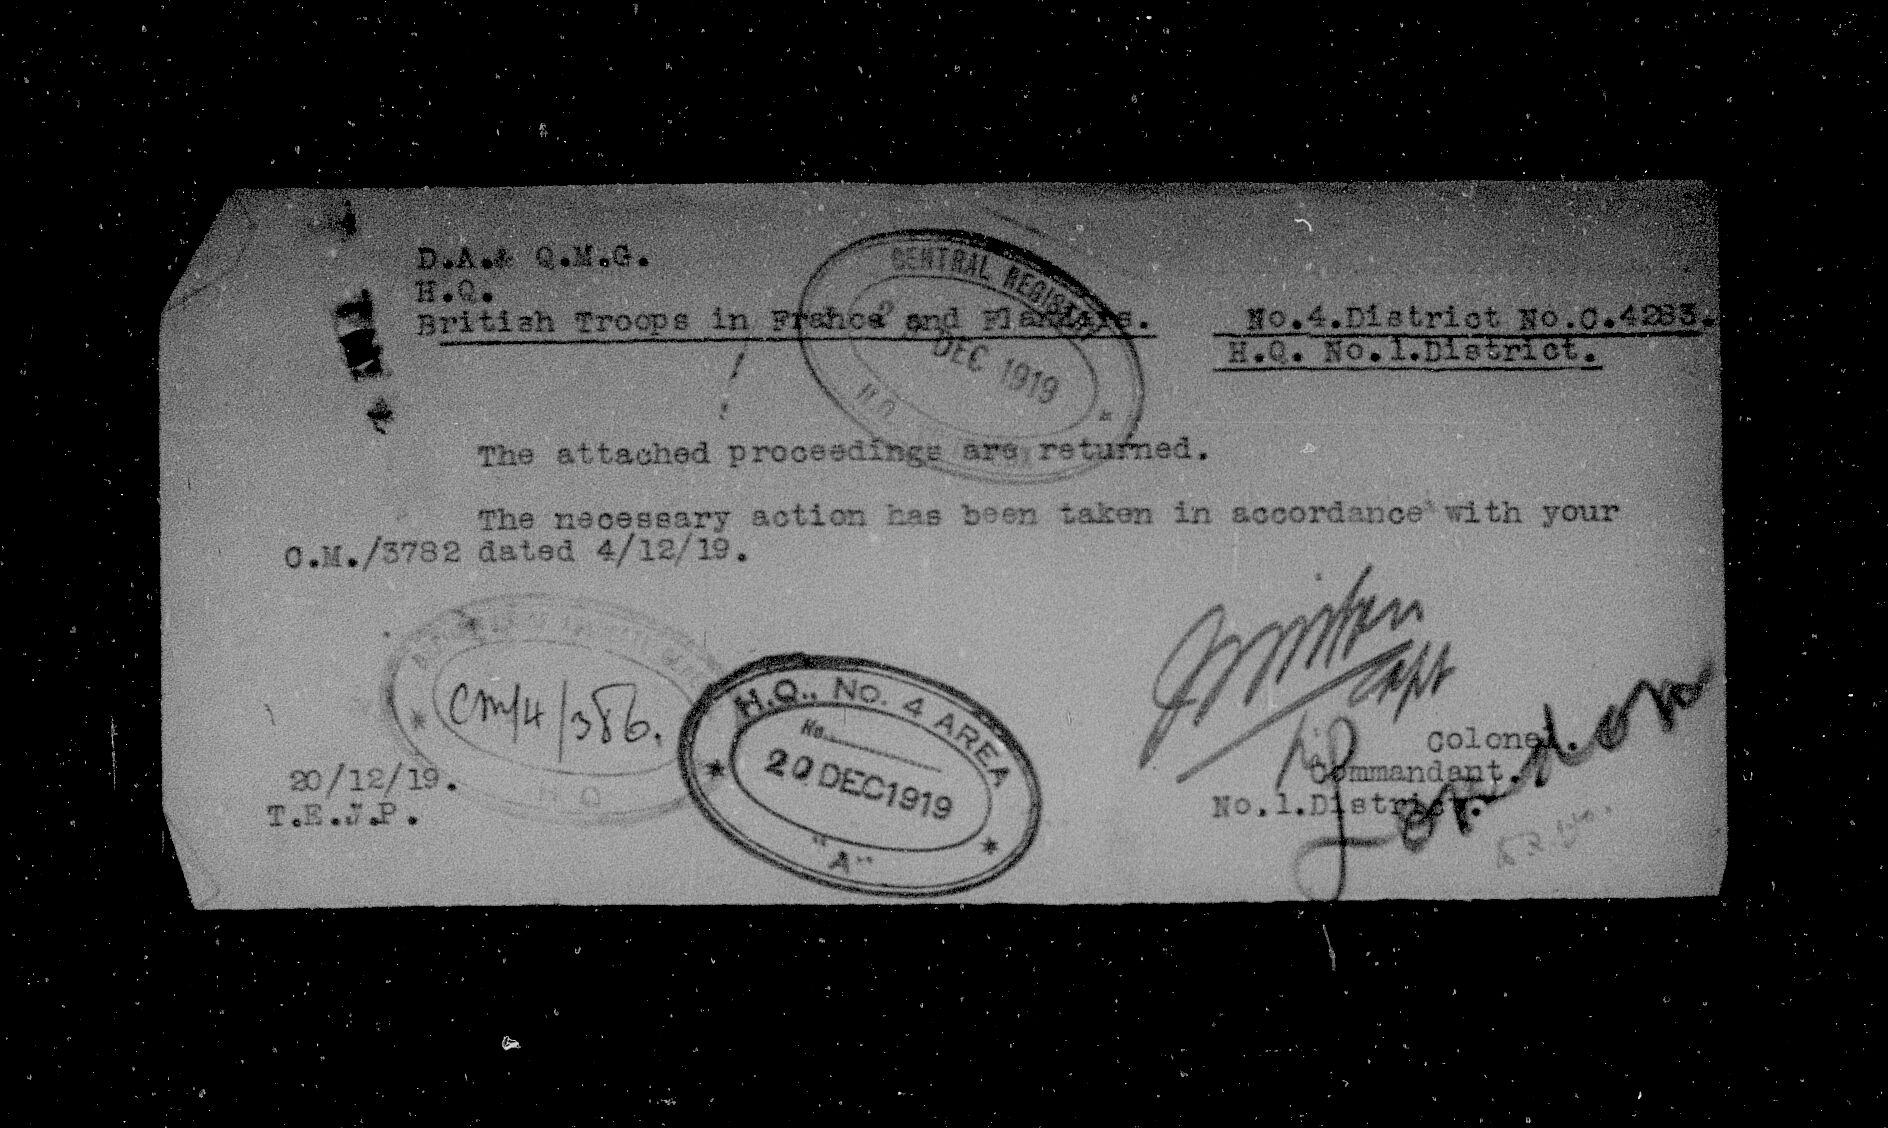 D.A.& Q.M.G.
H.Q.
British Troops in France and Flanders.
No.4.District No.C.4283.
H.Q. No.1.District.
CENTRAL REGISTRY
DEC 1919
H.Q.
The attached proceedings are returned.
The necessary action has been taken in accordance with your
C.M./3782 dated 4/12/19.
CM/4/386.
H.Q., No. 4 AREA
No.
20 DEC 1919
"A"
Capt
Colonel.
Commandant.
No.1.District.
20/12/19.
T.E.J.P.